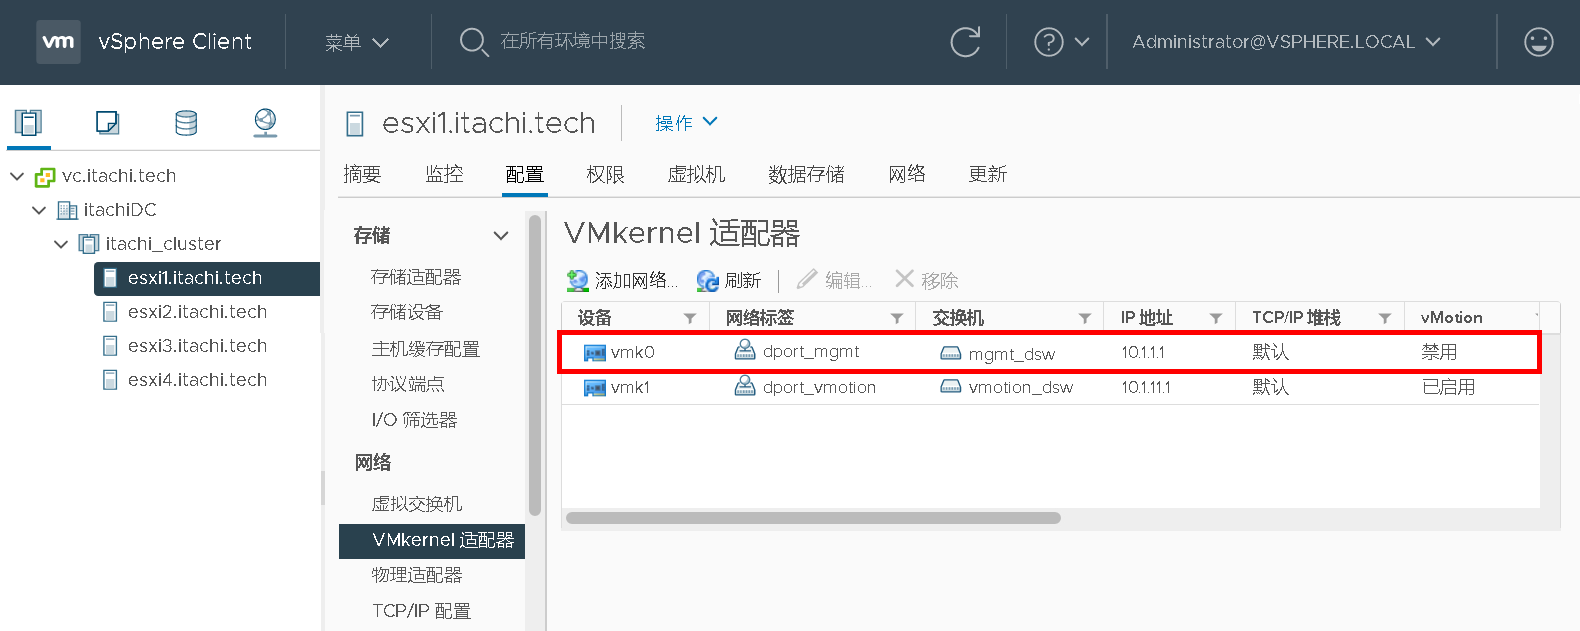 vm vSphere Client 菜单 在所有环境中搜索 ? Administrator@VSPHERE.LOCAL
esxi1.itachi.tech 操作
摘要 监控 配置 权限 虚拟机 数据存储 网络 更新
vc.itachi.tech
itachiDC
itachi_cluster
esxi1.itachi.tech
esxi2.itachi.tech
esxi3.itachi.tech
esxi4.itachi.tech
存储
存储适配器
存储设备
主机缓存配置
协议端点
I/O 筛选器
网络
虚拟交换机
VMkernel 适配器
物理适配器
TCP/IP 配置
VMkernel 适配器
添加网络... 刷新 编辑... 移除
设备 网络标签 交换机 IP 地址 TCP/IP 堆栈 vMotion
vmk0 dport_mgmt mgmt_dsw 10.1.1.1 默认 禁用
vmk1 dport_vmotion vmotion_dsw 10.1.11.1 默认 已启用